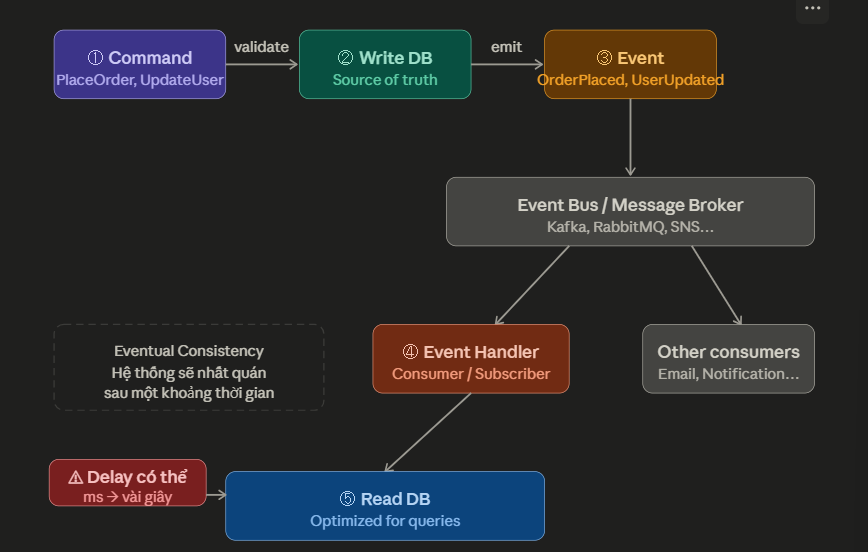 ① Command
PlaceOrder, UpdateUser
validate
② Write DB
Source of truth
emit
③ Event
OrderPlaced, UserUpdated
Event Bus / Message Broker
Kafka, RabbitMQ, SNS...
④ Event Handler
Consumer / Subscriber
Other consumers
Email, Notification...
Eventual Consistency
Hệ thống sẽ nhất quán
sau một khoảng thời gian
⚠ Delay có thể
ms → vài giây
⑤ Read DB
Optimized for queries